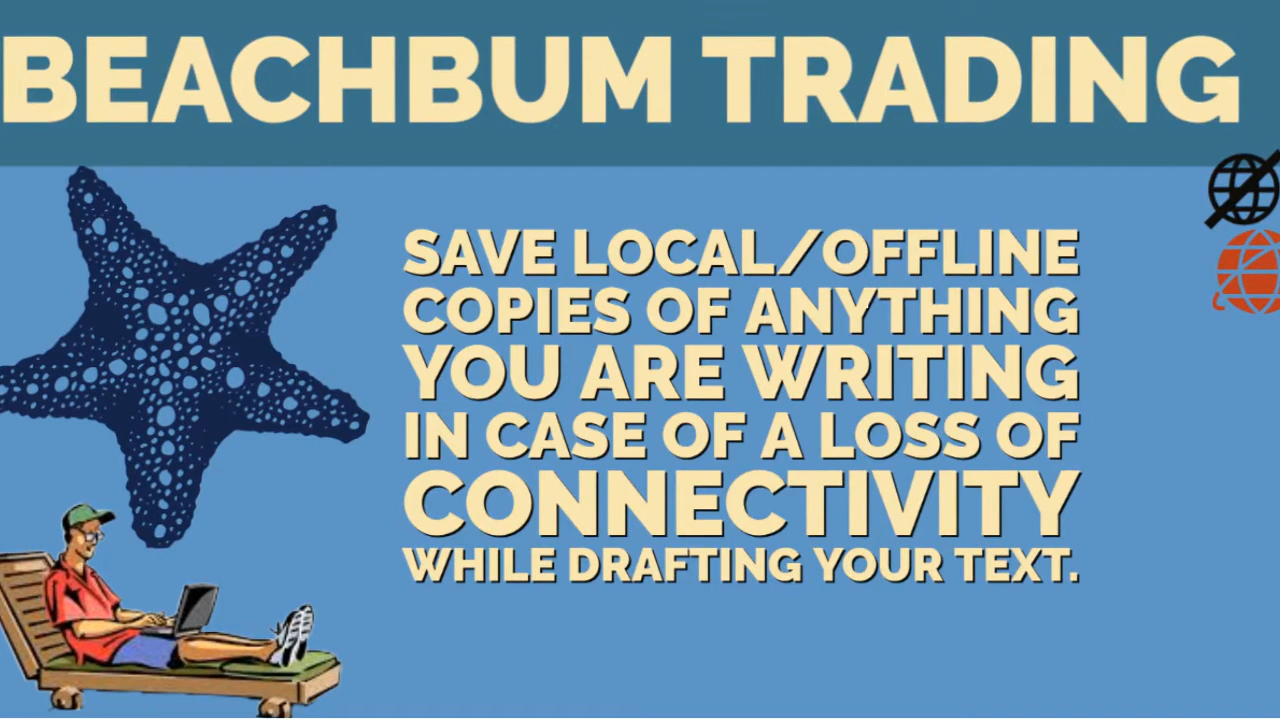 BEACHBUM TRADING
SAVE LOCAL/OFFLINE
COPIES OF ANYTHING
YOU ARE WRITING
IN CASE OF A LOSS OF
CONNECTIVITY
WHILE DRAFTING YOUR TEXT.